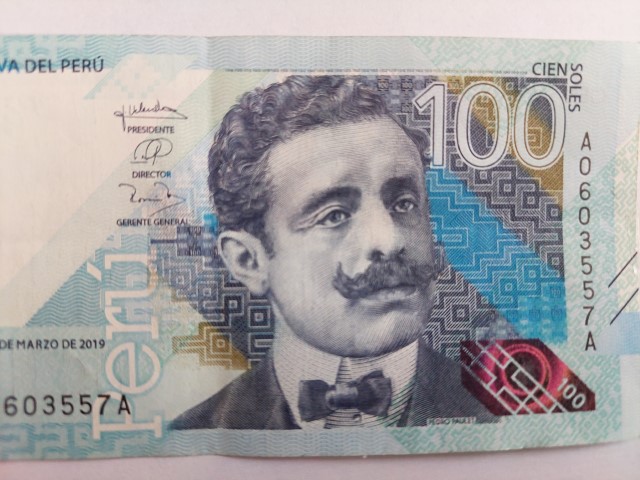 VA DEL PERÚ
CIEN SOLES
100
PRESIDENTE
DIRECTOR
GERENTE GENERAL
A0603557A
Perú
DE MARZO DE 2019
603557A
100
PEDRO PAULET